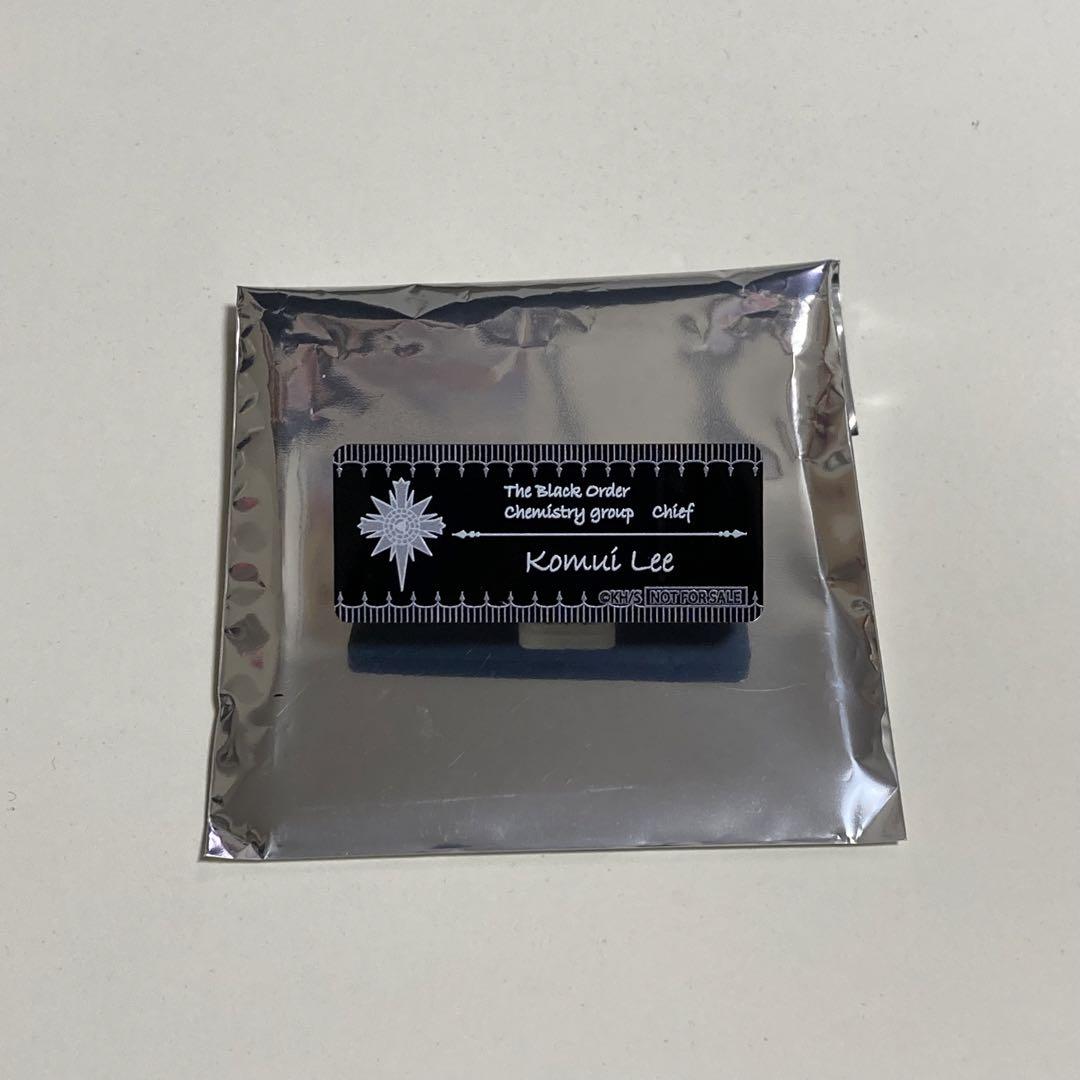 The Black Order
Chemistry group Chief
Komui Lee
©KH/S NOT FOR SALE